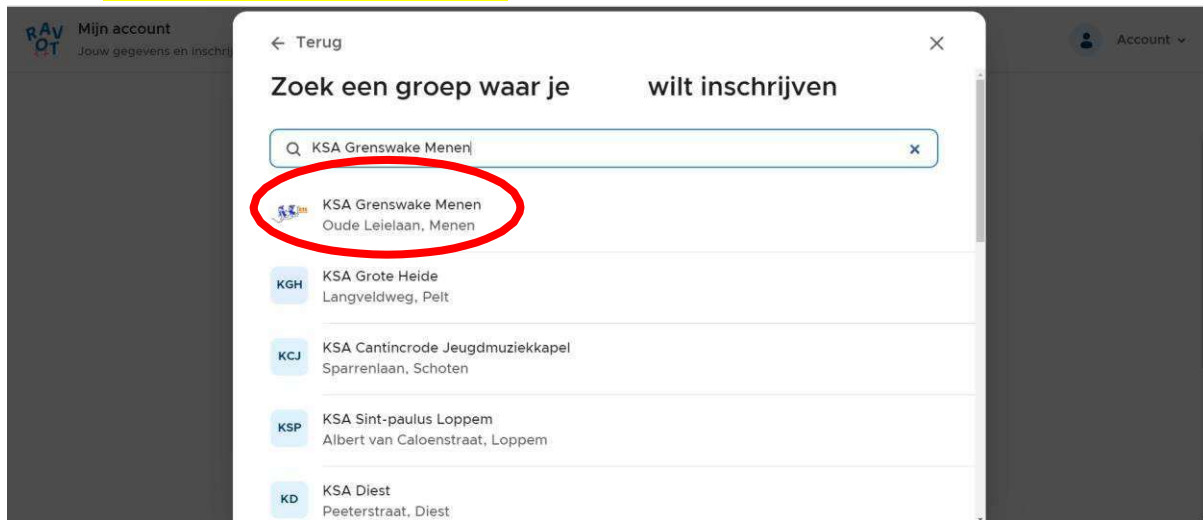 RAVOT
Mijn account
Jouw gegevens en inschrij
Account
← Terug
Zoek een groep waar je wilt inschrijven
KSA Grenswake Menen
KSA Grenswake Menen
Oude Leielaan, Menen
KGH
KSA Grote Heide
Langveldweg, Pelt
KCJ
KSA Cantincrode Jeugdmuziekkapel
Sparrenlaan, Schoten
KSP
KSA Sint-paulus Loppem
Albert van Caloenstraat, Loppem
KD
KSA Diest
Peeterstraat, Diest